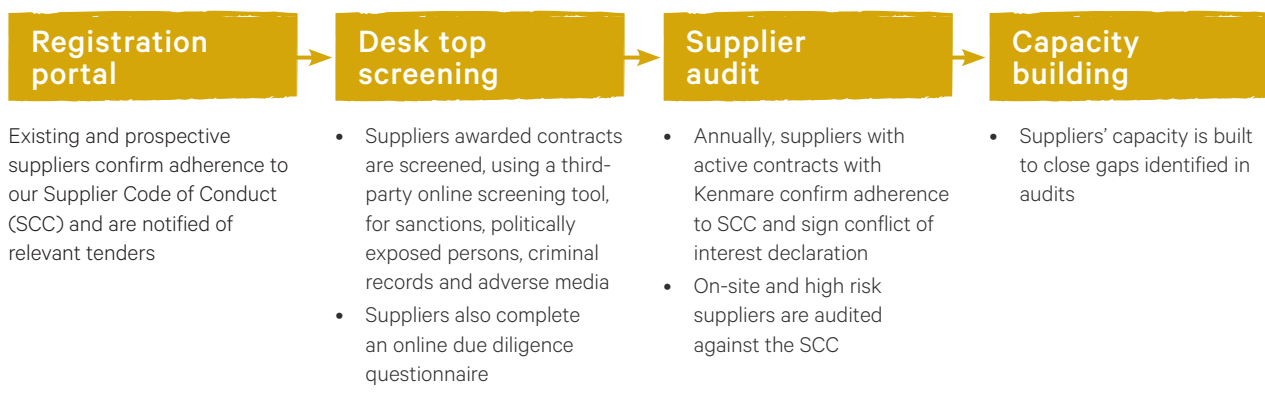 Registration
portal
Existing and prospective
suppliers confirm adherence to
our Supplier Code of Conduct
(SCC) and are notified of
relevant tenders
Desk top
screening
• Suppliers awarded contracts
are screened, using a third-
party online screening tool,
for sanctions, politically
exposed persons, criminal
records and adverse media
• Suppliers also complete
an online due diligence
questionnaire
Supplier
audit
• Annually, suppliers with
active contracts with
Kenmare confirm adherence
to SCC and sign conflict of
interest declaration
• On-site and high risk
suppliers are audited
against the SCC
Capacity
building
• Suppliers’ capacity is built
to close gaps identified in
audits